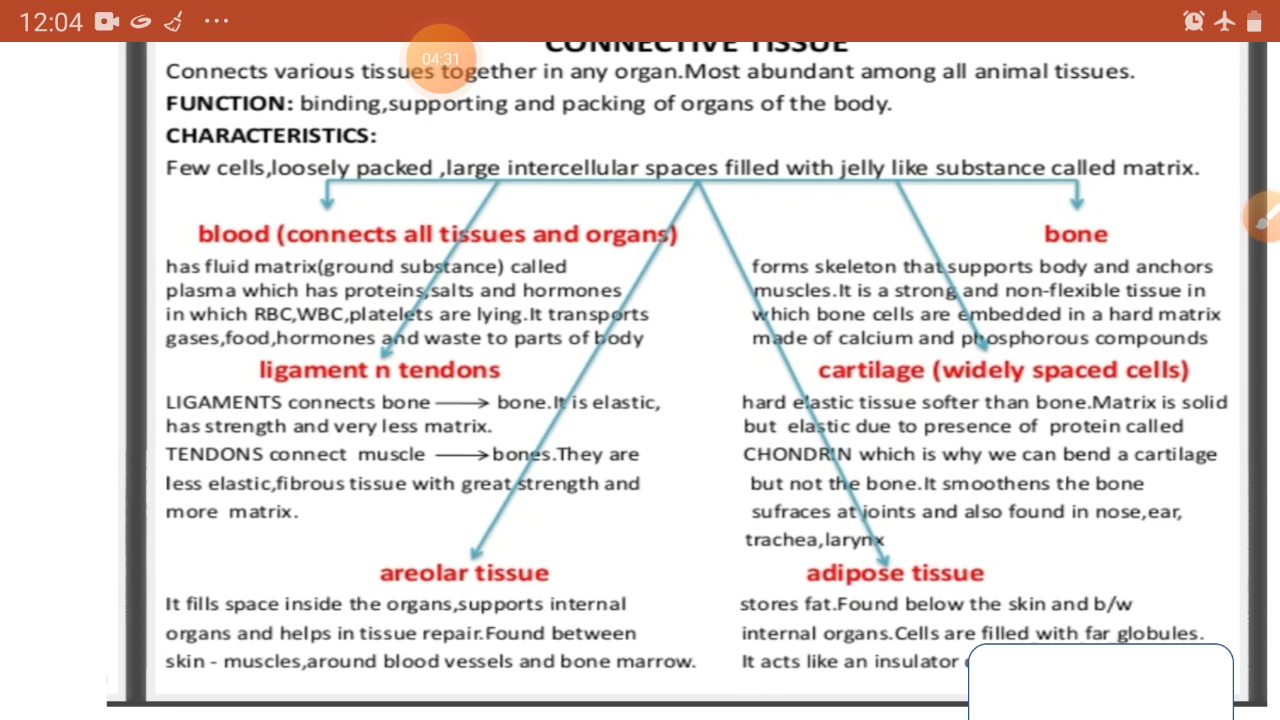 12:04
04:31
CONNECTIVE TISSUE
Connects various tissues together in any organ.Most abundant among all animal tissues.
FUNCTION: binding,supporting and packing of organs of the body.
CHARACTERISTICS:
Few cells,loosely packed ,large intercellular spaces filled with jelly like substance called matrix.
blood (connects all tissues and organs)
has fluid matrix(ground substance) called
plasma which has proteins,salts and hormones
in which RBC,WBC,platelets are lying.It transports
gases,food,hormones and waste to parts of body
ligament n tendons
LIGAMENTS connects bone ⟶ bone.It is elastic,
has strength and very less matrix.
TENDONS connect muscle ⟶ bones.They are
less elastic,fibrous tissue with great strength and
more matrix.
areolar tissue
It fills space inside the organs,supports internal
organs and helps in tissue repair.Found between
skin - muscles,around blood vessels and bone marrow.
bone
forms skeleton that supports body and anchors
muscles.It is a strong and non-flexible tissue in
which bone cells are embedded in a hard matrix
made of calcium and phosphorous compounds
cartilage (widely spaced cells)
hard elastic tissue softer than bone.Matrix is solid
but elastic due to presence of protein called
CHONDRIN which is why we can bend a cartilage
but not the bone.It smoothens the bone
sufraces at joints and also found in nose,ear,
trachea,larynx
adipose tissue
stores fat.Found below the skin and b/w
internal organs.Cells are filled with far globules.
It acts like an insulator